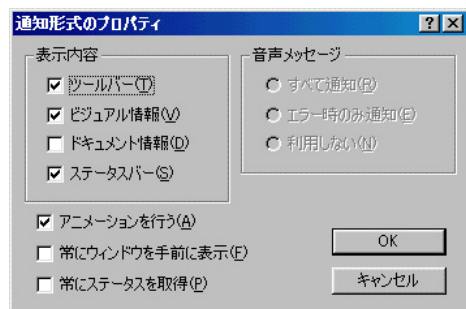 通知形式のプロパティ
表示内容
ツールバー(T)
ビジュアル情報(V)
ドキュメント情報(D)
ステータスバー(S)
音声メッセージ
すべて通知(R)
エラー時のみ通知(E)
利用しない(N)
アニメーションを行う(A)
常にウィンドウを手前に表示(F)
常にステータスを取得(P)
OK
キャンセル